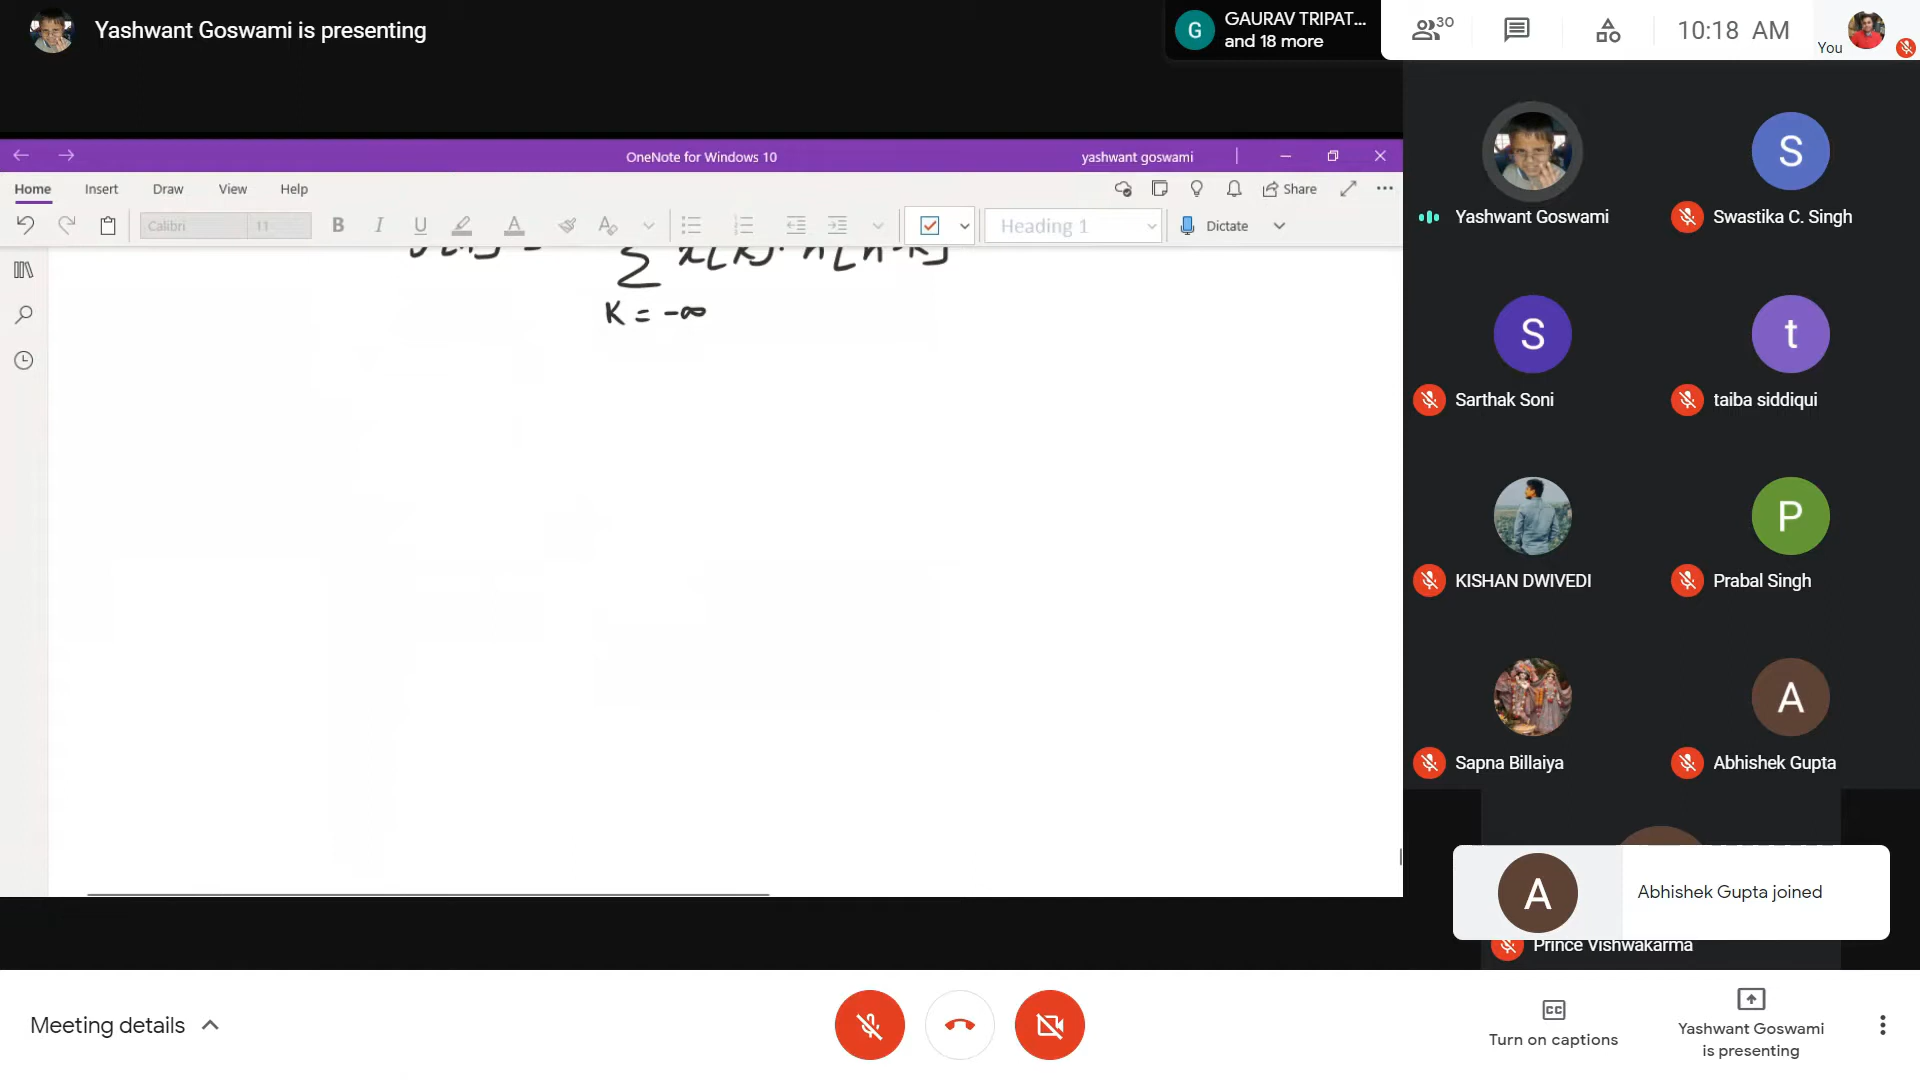 Yashwant Goswami is presenting
G
GAURAV TRIPAT...
and 18 more
30
10:18 AM
You
OneNote for Windows 10
yashwant goswami
Home
Insert
Draw
View
Help
Share
Calibri
11
B
I
U
A
Heading 1
Dictate
K = -∞
Yashwant Goswami
S
Swastika C. Singh
S
Sarthak Soni
t
taiba siddiqui
KISHAN DWIVEDI
P
Prabal Singh
Sapna Billaiya
A
Abhishek Gupta
A
Abhishek Gupta joined
Prince Vishwakarma
Meeting details
CC
Turn on captions
Yashwant Goswami
is presenting